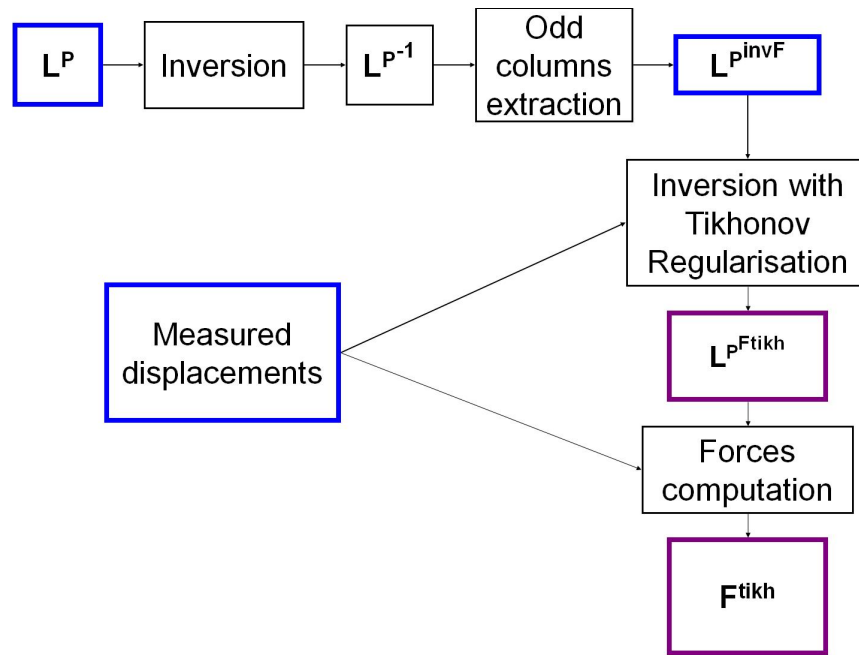 L^P
Inversion
L^P^-1
Odd
columns
extraction
L^P^invF
Inversion with
Tikhonov
Regularisation
Measured
displacements
L^P^Ftikh
Forces
computation
F^tikh